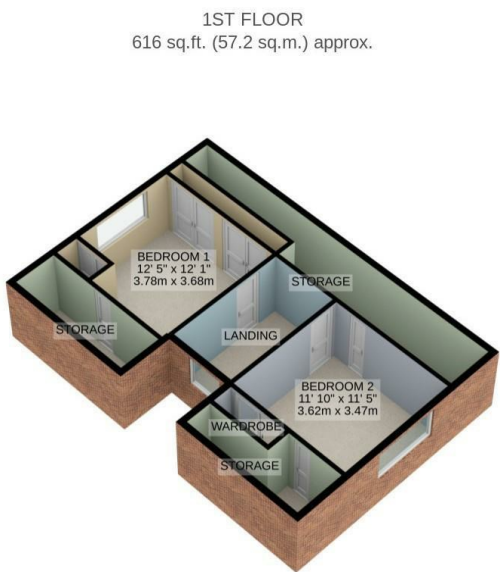 1ST FLOOR
616 sq.ft. (57.2 sq.m.) approx.
BEDROOM 1
12' 5" x 12' 1"
3.78m x 3.68m
STORAGE
STORAGE
LANDING
BEDROOM 2
11' 10" x 11' 5"
3.62m x 3.47m
WARDROBE
STORAGE